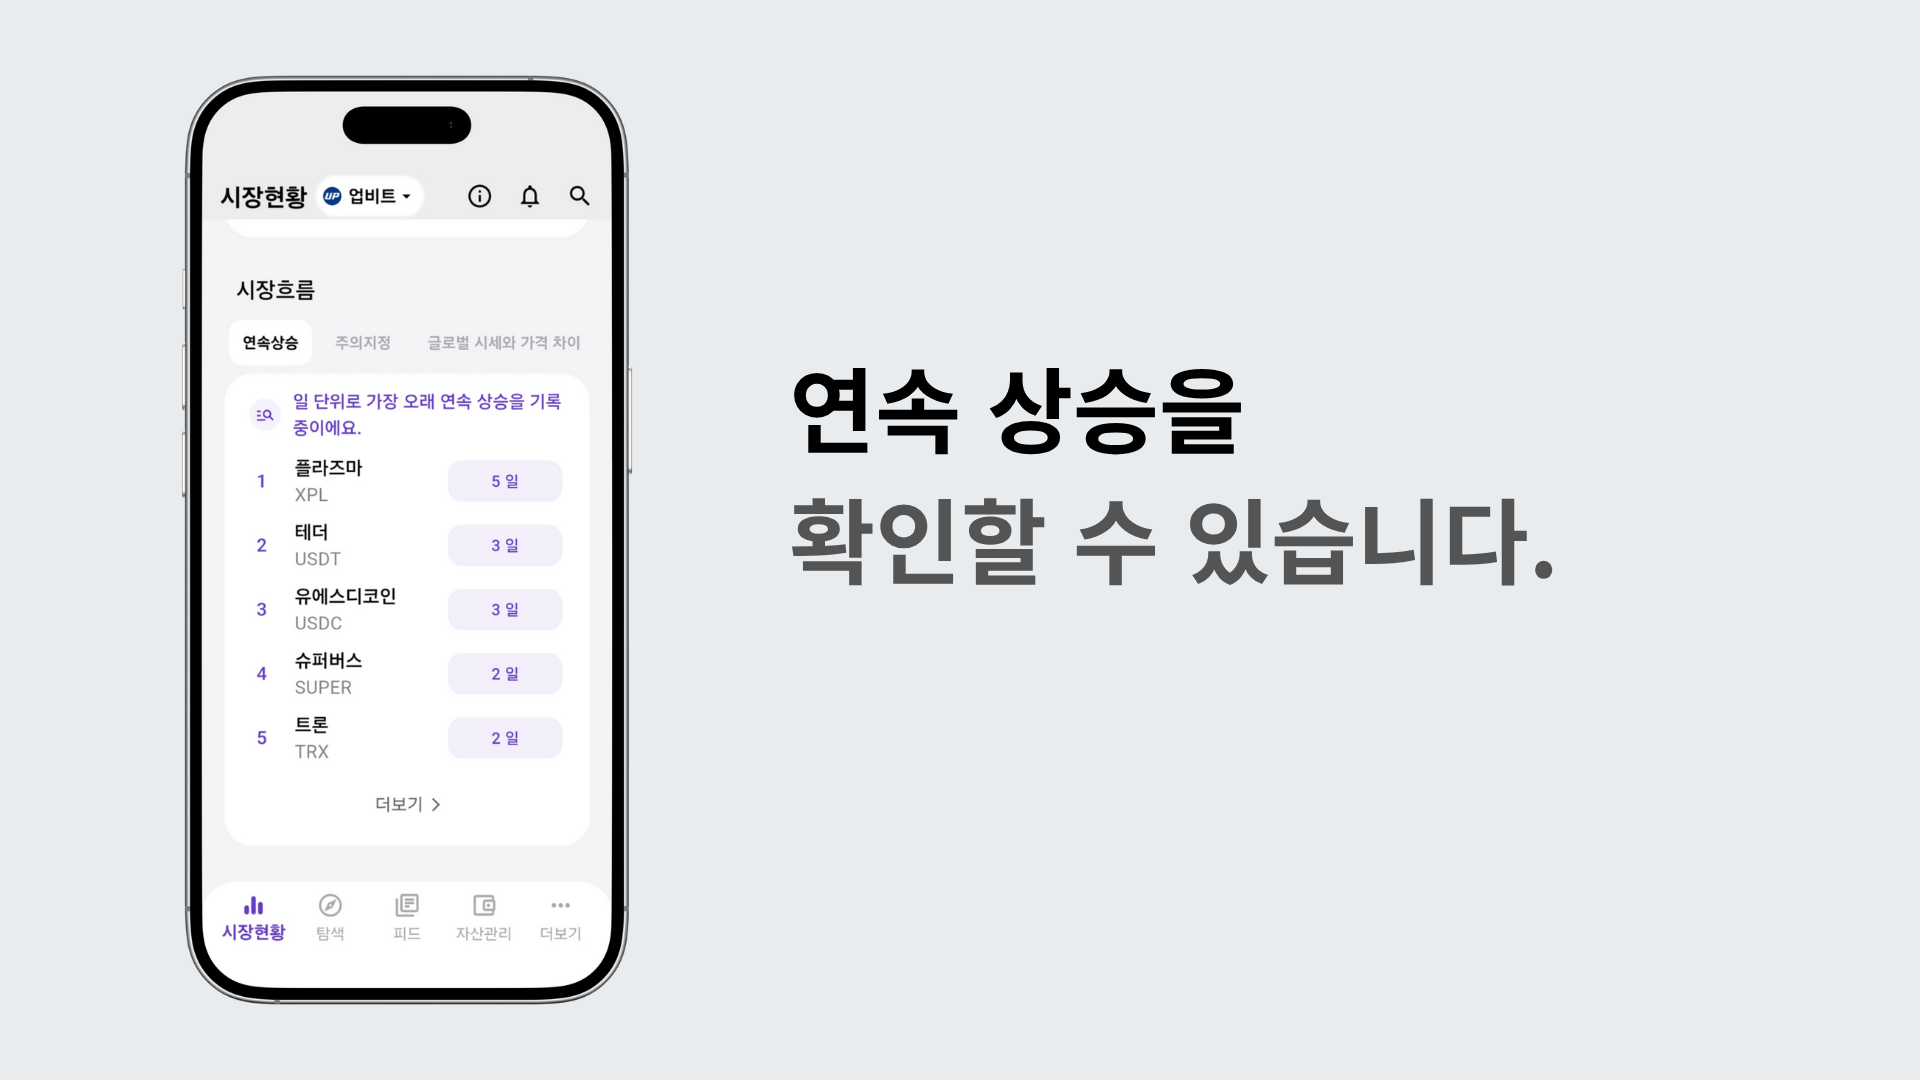 시장현황 UP 업비트
시장흐름
연속상승 주의지정 글로벌 시세와 가격 차이
일 단위로 가장 오래 연속 상승을 기록
중이에요.
1 플라즈마 5 일
XPL
2 테더 3 일
USDT
3 유에스디코인 3 일
USDC
4 슈퍼버스 2 일
SUPER
5 트론 2 일
TRX
더보기
시장현황 탐색 피드 자산관리 더보기
연속 상승을
확인할 수 있습니다.